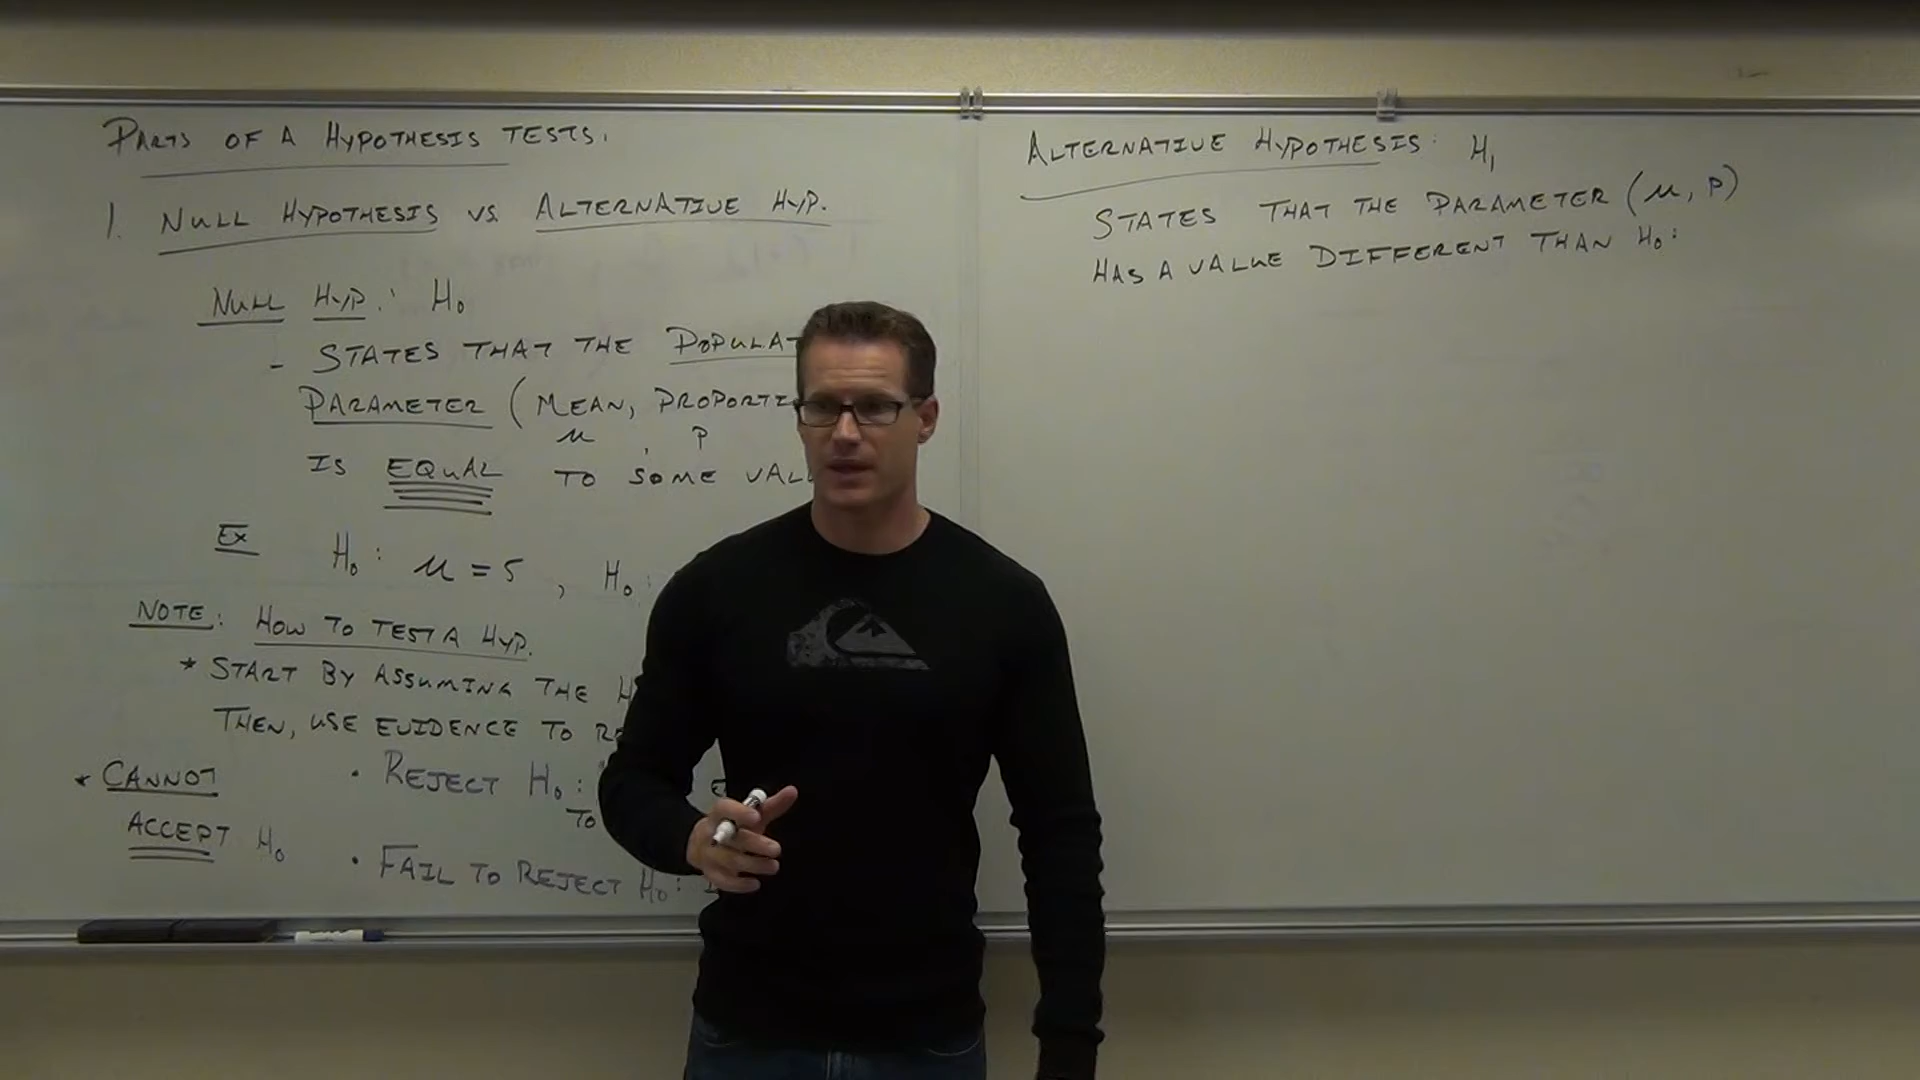 PARTS OF A HYPOTHESIS TESTS.
1. NULL HYPOTHESIS VS. ALTERNATIVE HYP.
NULL HYP.: H₀
- STATES THAT THE
PARAMETER (MEAN,
μ , p
IS EQUAL TO SOME
EX H₀: μ = 5 , H₀:
NOTE: HOW TO TEST A HYP.
* START BY ASSUMING THE
THEN, USE EVIDENCE TO
* CANNOT
ACCEPT H₀
• REJECT H₀:
TO
• FAIL TO REJECT H₀:
ALTERNATIVE HYPOTHESIS: H₁
STATES THAT THE PARAMETER (μ, p)
HAS A VALUE DIFFERENT THAN H₀: